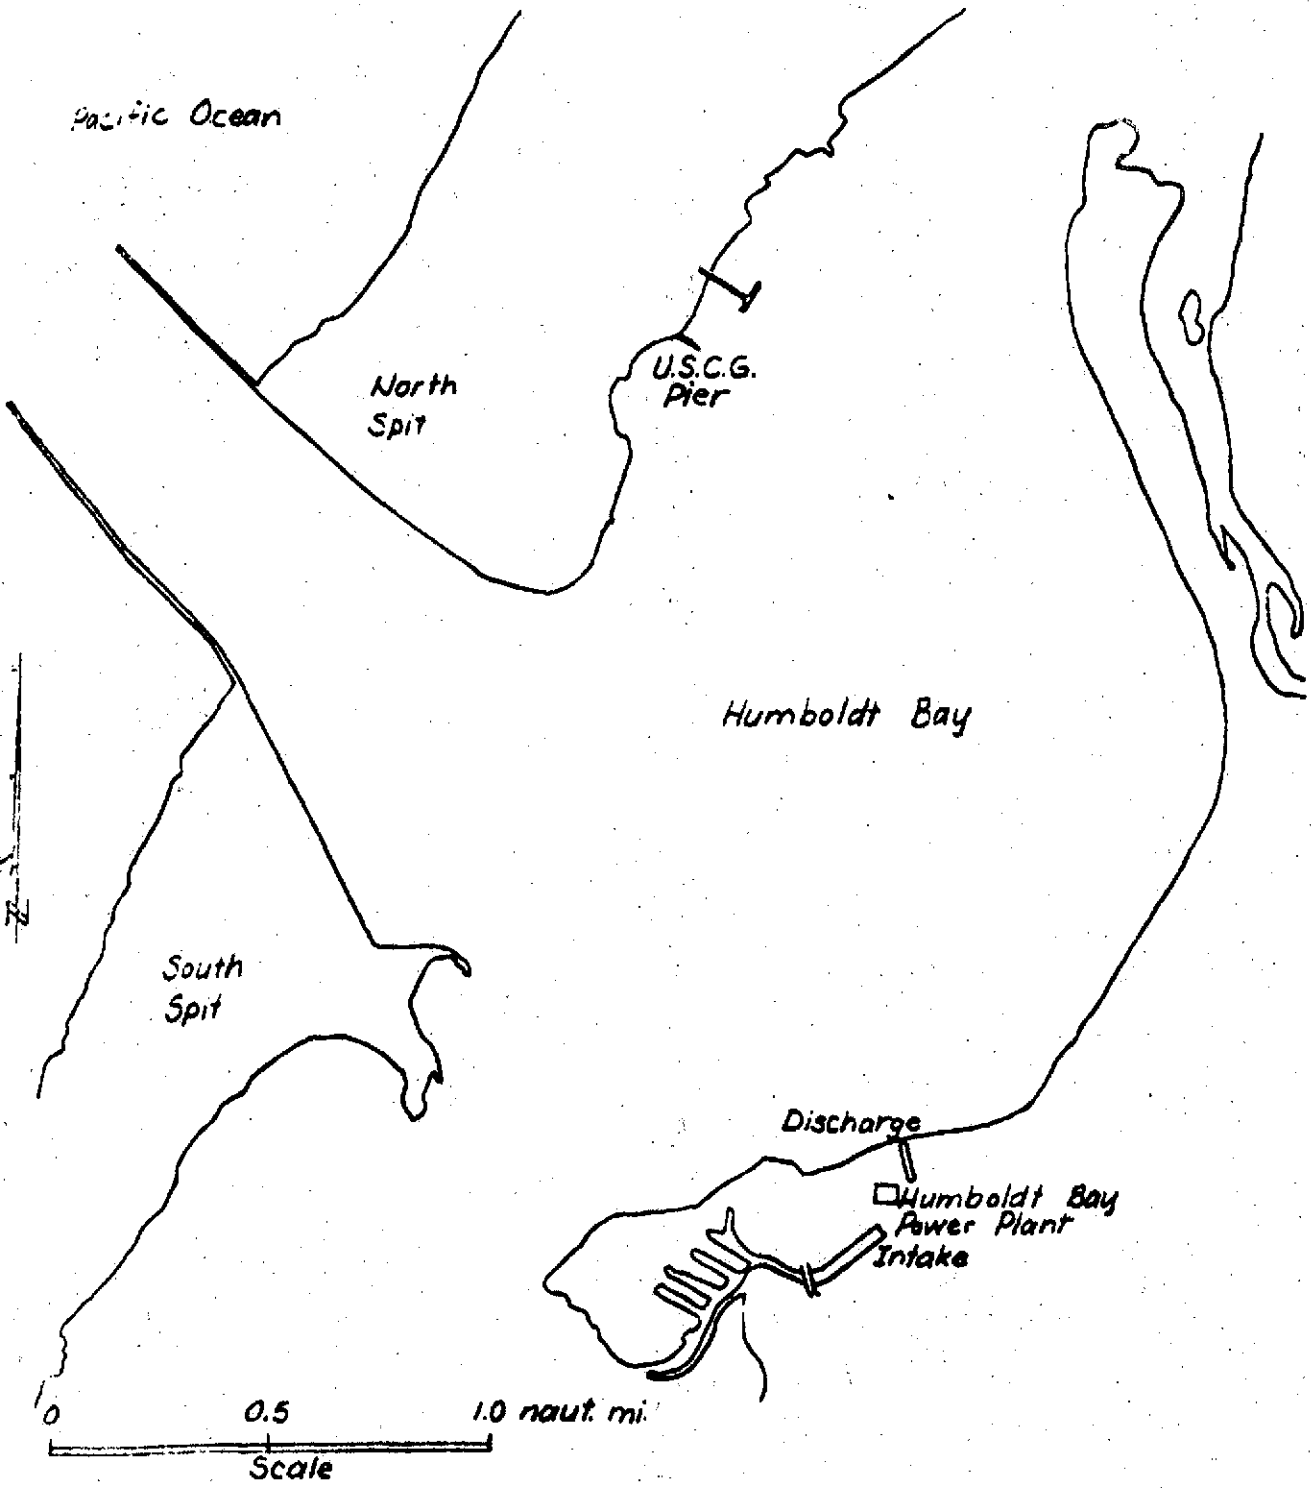 Pacific Ocean
North
Spit
U.S.C.G.
Pier
Humboldt Bay
South
Spit
Discharge
Humboldt Bay
Power Plant
Intake
0 0.5 1.0 naut. mi.
Scale